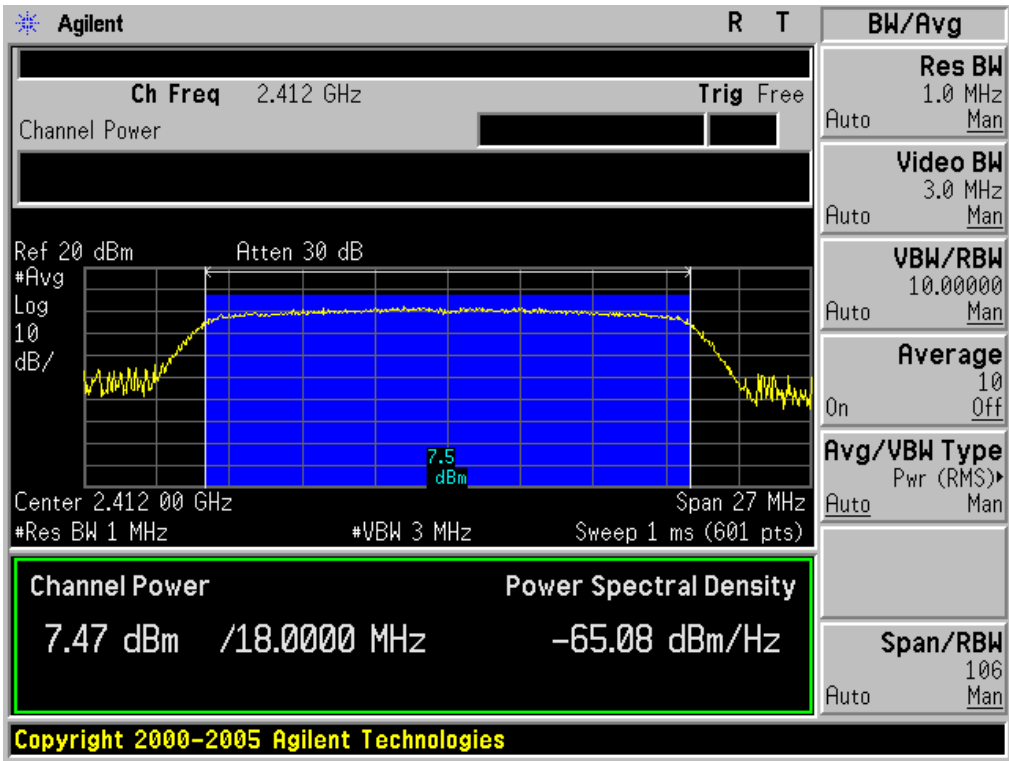 Agilent
R T
Ch Freq 2.412 GHz
Trig Free
Channel Power
Ref 20 dBm
Atten 30 dB
#Avg
Log
10
dB/
7.5
dBm
Center 2.412 00 GHz
Span 27 MHz
#Res BW 1 MHz
#VBW 3 MHz
Sweep 1 ms (601 pts)
Channel Power
Power Spectral Density
7.47 dBm /18.0000 MHz
-65.08 dBm/Hz
Copyright 2000-2005 Agilent Technologies
BW/Avg
Res BW
1.0 MHz
Auto Man
Video BW
3.0 MHz
Auto Man
VBW/RBW
10.00000
Auto Man
Average
10
On Off
Avg/VBW Type
Pwr (RMS)▸
Auto Man
Span/RBW
106
Auto Man